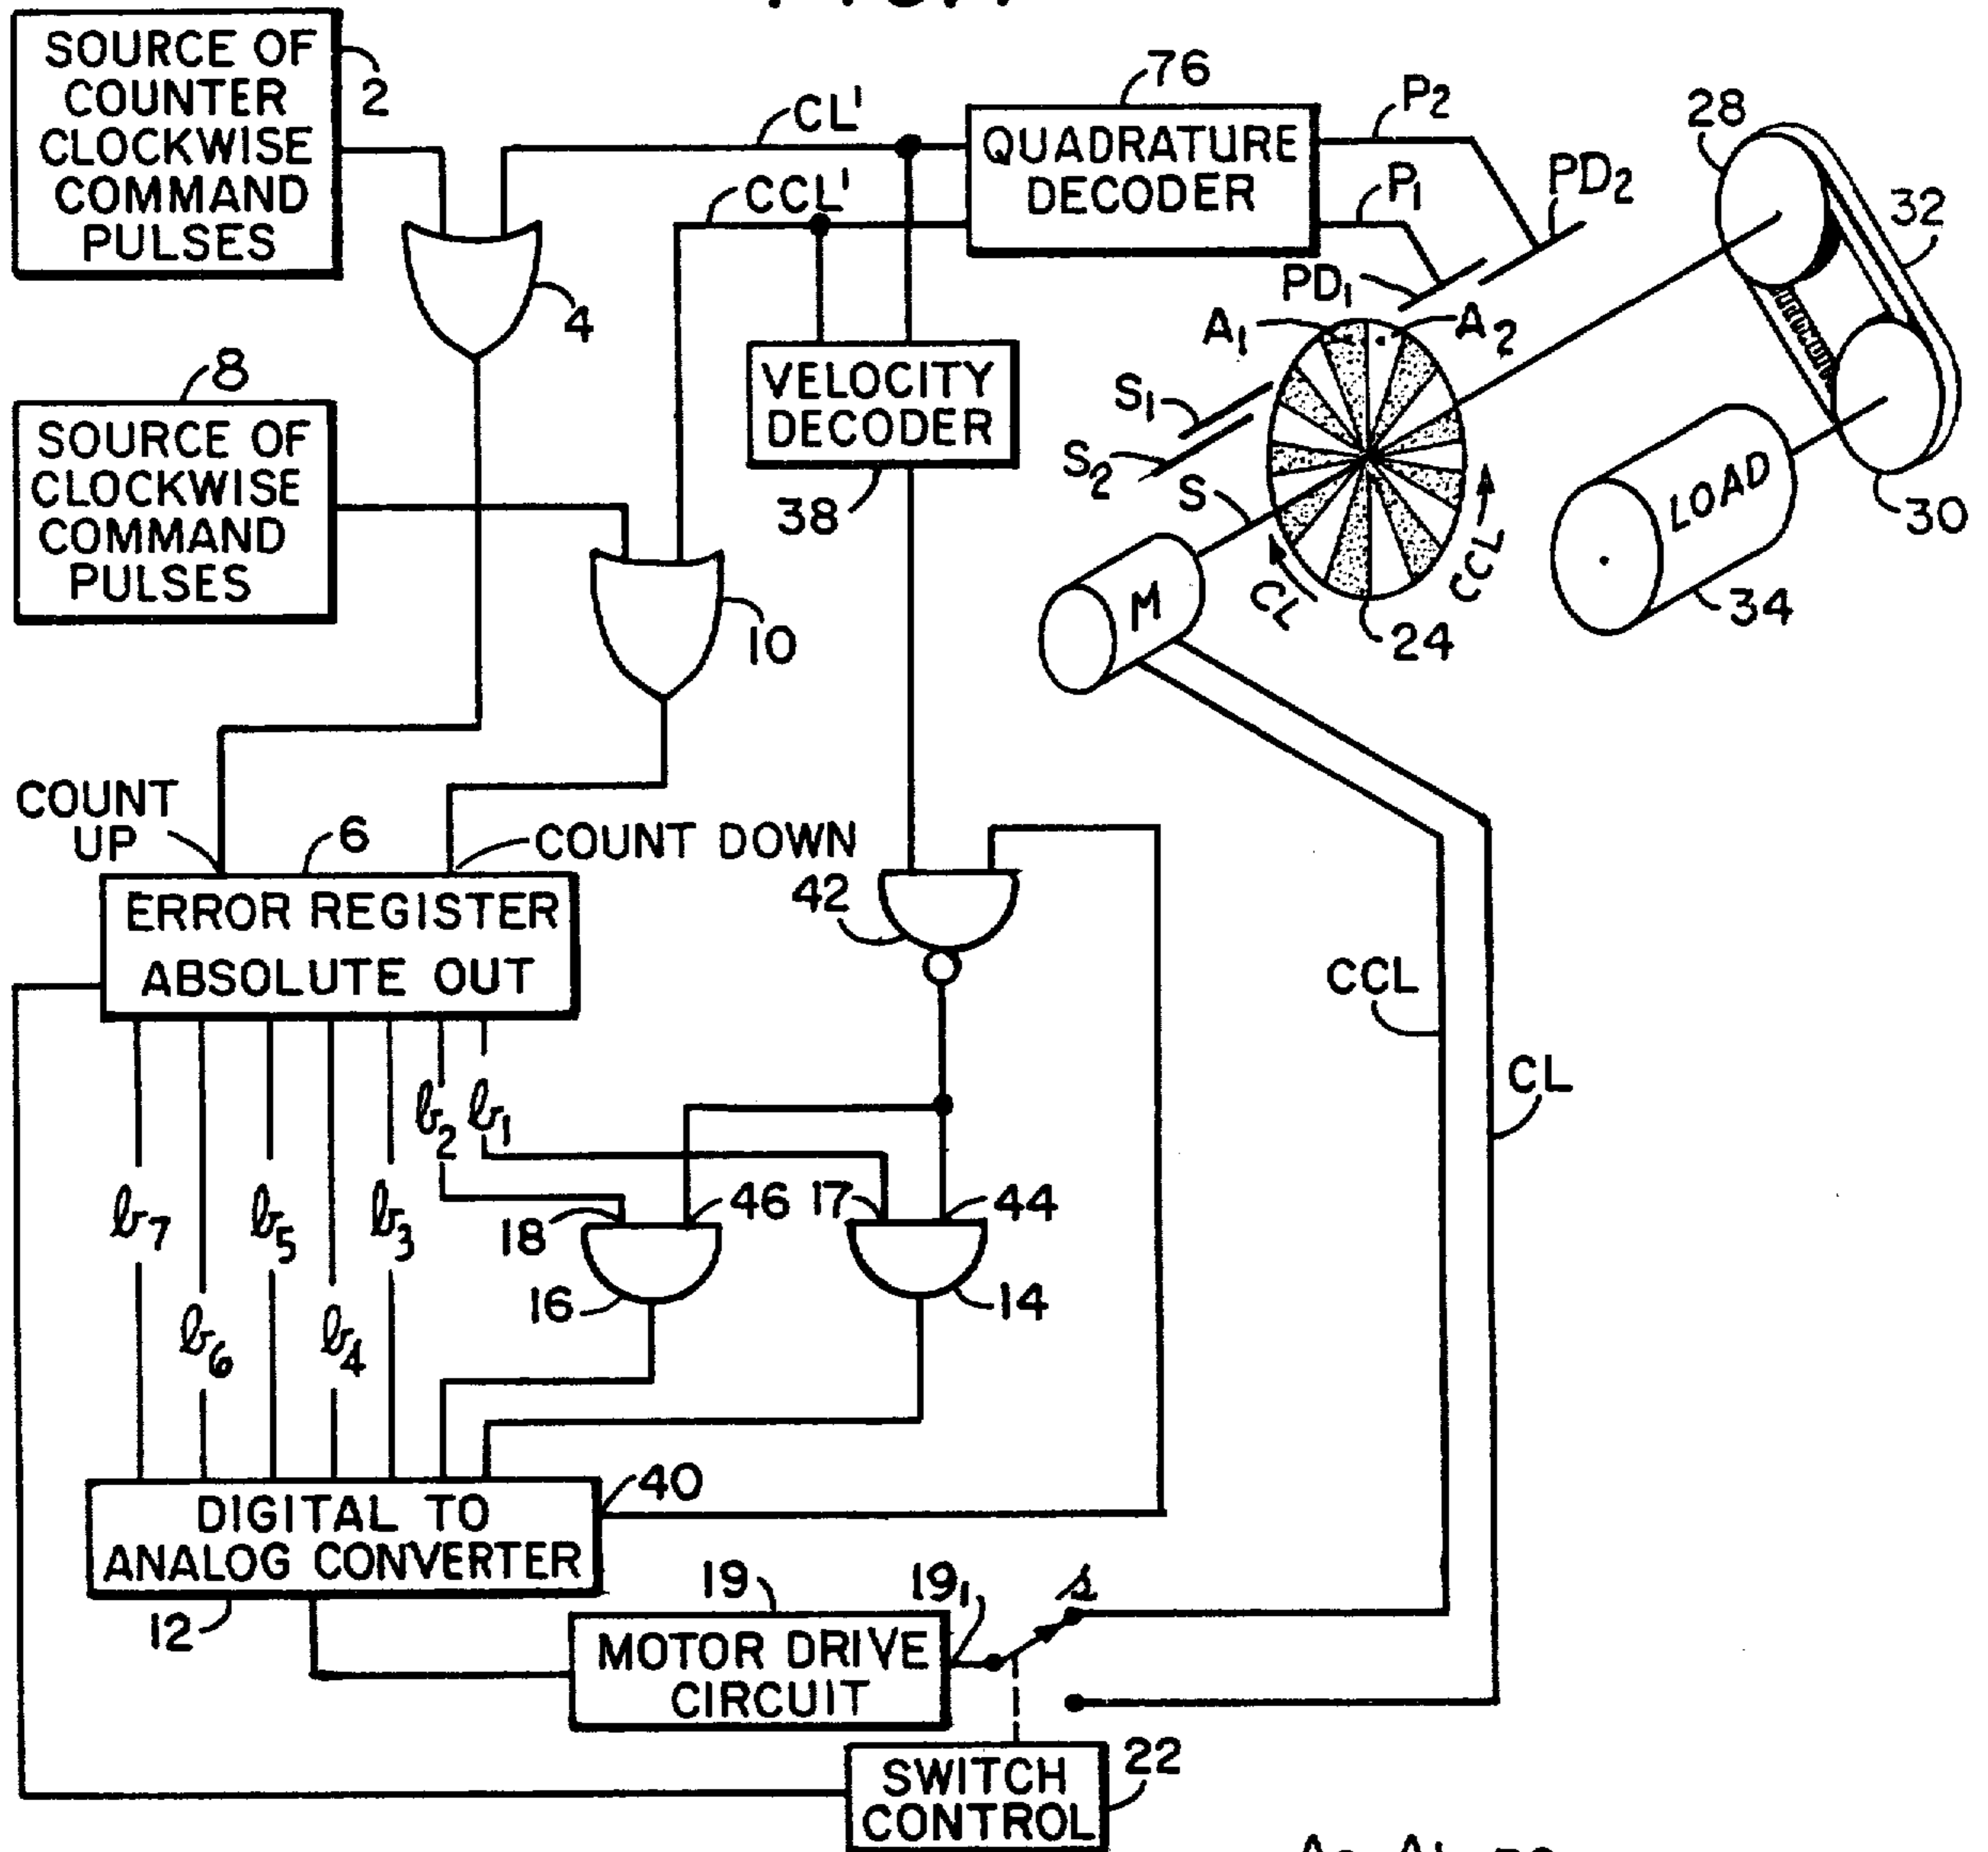 SOURCE OF
COUNTER
CLOCKWISE
COMMAND
PULSES
2
4
8
SOURCE OF
CLOCKWISE
COMMAND
PULSES
10
CL'
CCL'
76
QUADRATURE
DECODER
P2
P1
PD2
PD1
VELOCITY
DECODER
38
A1
A2
S1
S2
S
M
CL
CCL
24
28
32
30
LOAD
34
COUNT
UP
6
COUNT DOWN
ERROR REGISTER
ABSOLUTE OUT
42
CCL
CL
b2
b1
b7
b5
b3
b6
b4
18
46
17
44
16
14
DIGITAL TO
ANALOG CONVERTER
40
12
19
191
s
MOTOR DRIVE
CIRCUIT
SWITCH
CONTROL
22